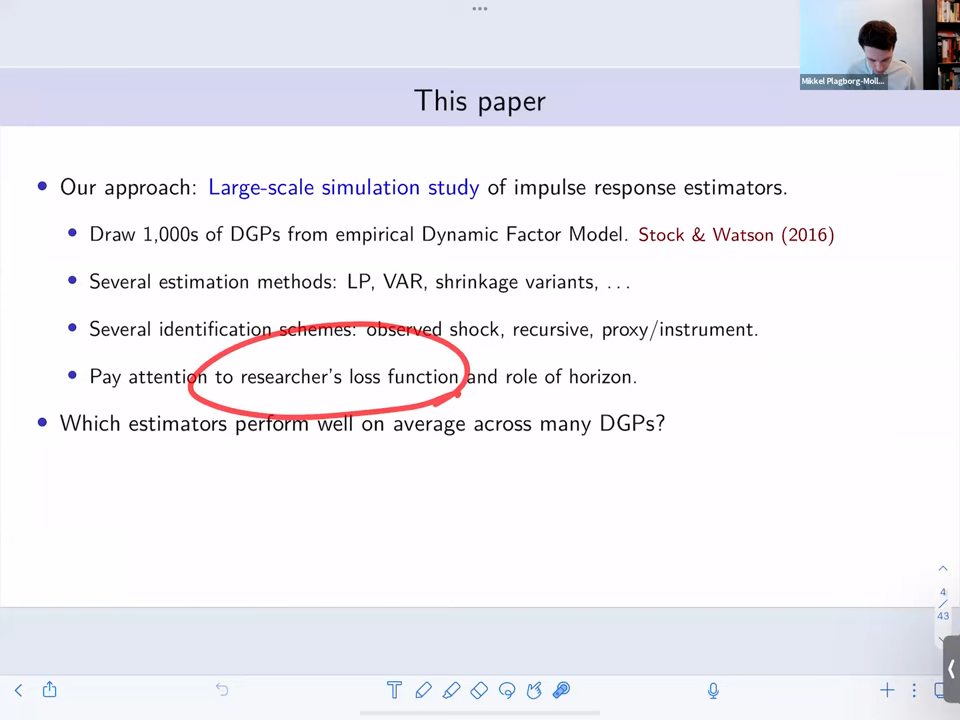 Mikkel Plagborg-Moll...
This paper
Our approach: Large-scale simulation study of impulse response estimators.
Draw 1,000s of DGPs from empirical Dynamic Factor Model. Stock & Watson (2016)
Several estimation methods: LP, VAR, shrinkage variants, ...
Several identification schemes: observed shock, recursive, proxy/instrument.
Pay attention to researcher's loss function and role of horizon.
Which estimators perform well on average across many DGPs?
4
/
43